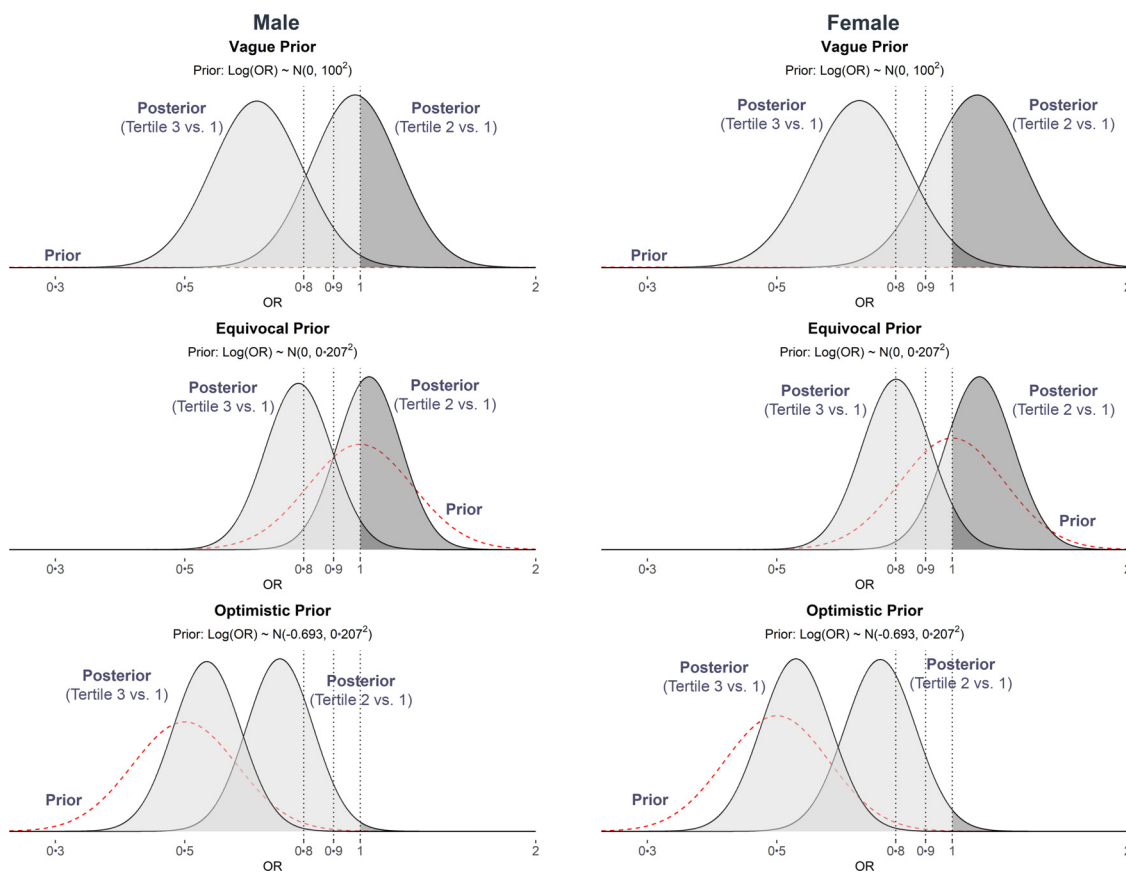 Male
Vague Prior
Prior: Log(OR) ~ N(0, 100²)
Posterior
(Tertile 3 vs. 1)
Posterior
(Tertile 2 vs. 1)
Prior
0·3 0·5 0·8 0·9 1 2
OR
Equivocal Prior
Prior: Log(OR) ~ N(0, 0·207²)
Posterior
(Tertile 3 vs. 1)
Posterior
(Tertile 2 vs. 1)
Prior
0·3 0·5 0·8 0·9 1 2
OR
Optimistic Prior
Prior: Log(OR) ~ N(-0.693, 0·207²)
Posterior
(Tertile 3 vs. 1)
Posterior
(Tertile 2 vs. 1)
Prior
0·3 0·5 0·8 0·9 1 2
OR
Female
Vague Prior
Prior: Log(OR) ~ N(0, 100²)
Posterior
(Tertile 3 vs. 1)
Posterior
(Tertile 2 vs. 1)
Prior
0·3 0·5 0·8 0·9 1 2
OR
Equivocal Prior
Prior: Log(OR) ~ N(0, 0·207²)
Posterior
(Tertile 3 vs. 1)
Posterior
(Tertile 2 vs. 1)
Prior
0·3 0·5 0·8 0·9 1 2
OR
Optimistic Prior
Prior: Log(OR) ~ N(-0.693, 0·207²)
Posterior
(Tertile 3 vs. 1)
Posterior
(Tertile 2 vs. 1)
Prior
0·3 0·5 0·8 0·9 1 2
OR